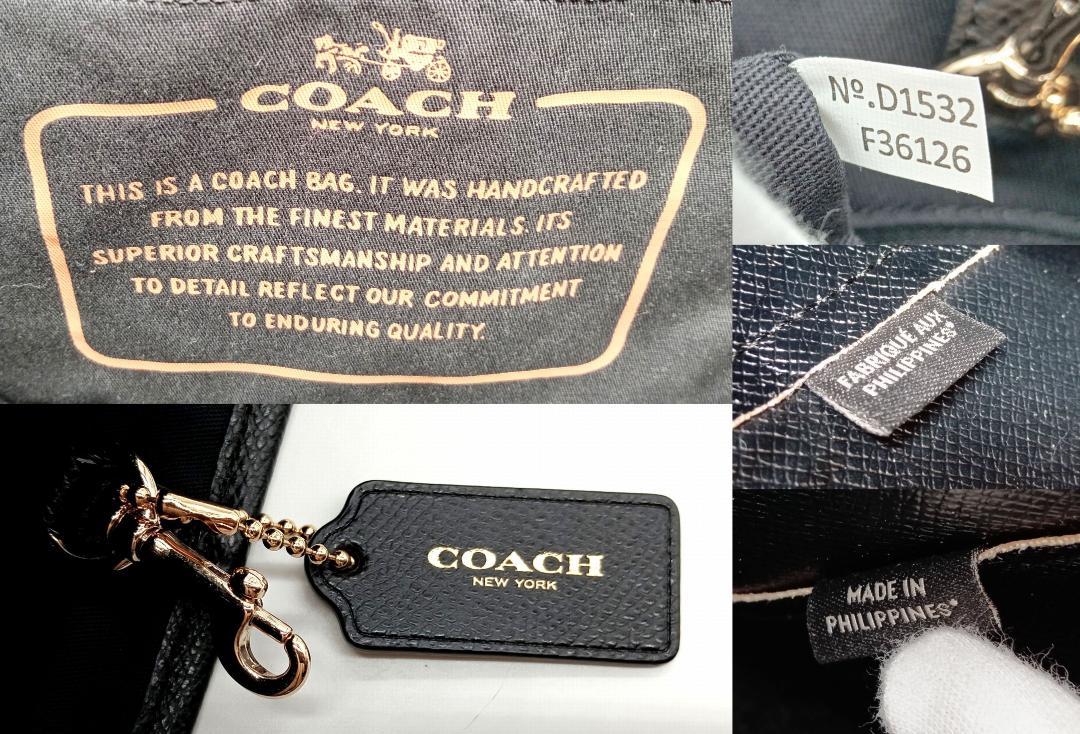 COACH
NEW YORK
THIS IS A COACH BAG. IT WAS HANDCRAFTED
FROM THE FINEST MATERIALS. ITS
SUPERIOR CRAFTSMANSHIP AND ATTENTION
TO DETAIL REFLECT OUR COMMITMENT
TO ENDURING QUALITY.
Nº.D1532
F36126
FABRIQUE AUX
PHILIPPINES*
COACH
NEW YORK
MADE IN
PHILIPPINES*